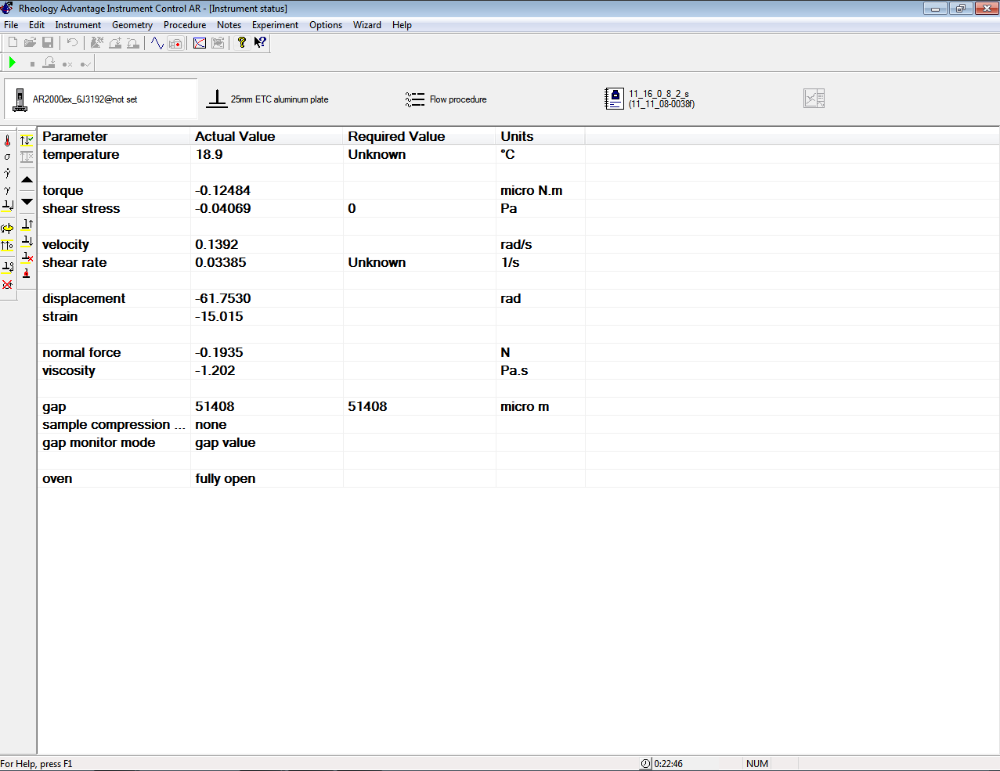 Rheology Advantage Instrument Control AR - [Instrument status]
File Edit Instrument Geometry Procedure Notes Experiment Options Wizard Help
AR2000ex_6J3192@not set
25mm ETC aluminum plate
Flow procedure
11_16_0_8_2_s
(11_11_08-0038f)
Parameter Actual Value Required Value Units
temperature 18.9 Unknown °C
torque -0.12484 micro N.m
shear stress -0.04069 0 Pa
velocity 0.1392 rad/s
shear rate 0.03385 Unknown 1/s
displacement -61.7530 rad
strain -15.015
normal force -0.1935 N
viscosity -1.202 Pa.s
gap 51408 51408 micro m
sample compression ... none
gap monitor mode gap value
oven fully open
For Help, press F1 0:22:46 NUM